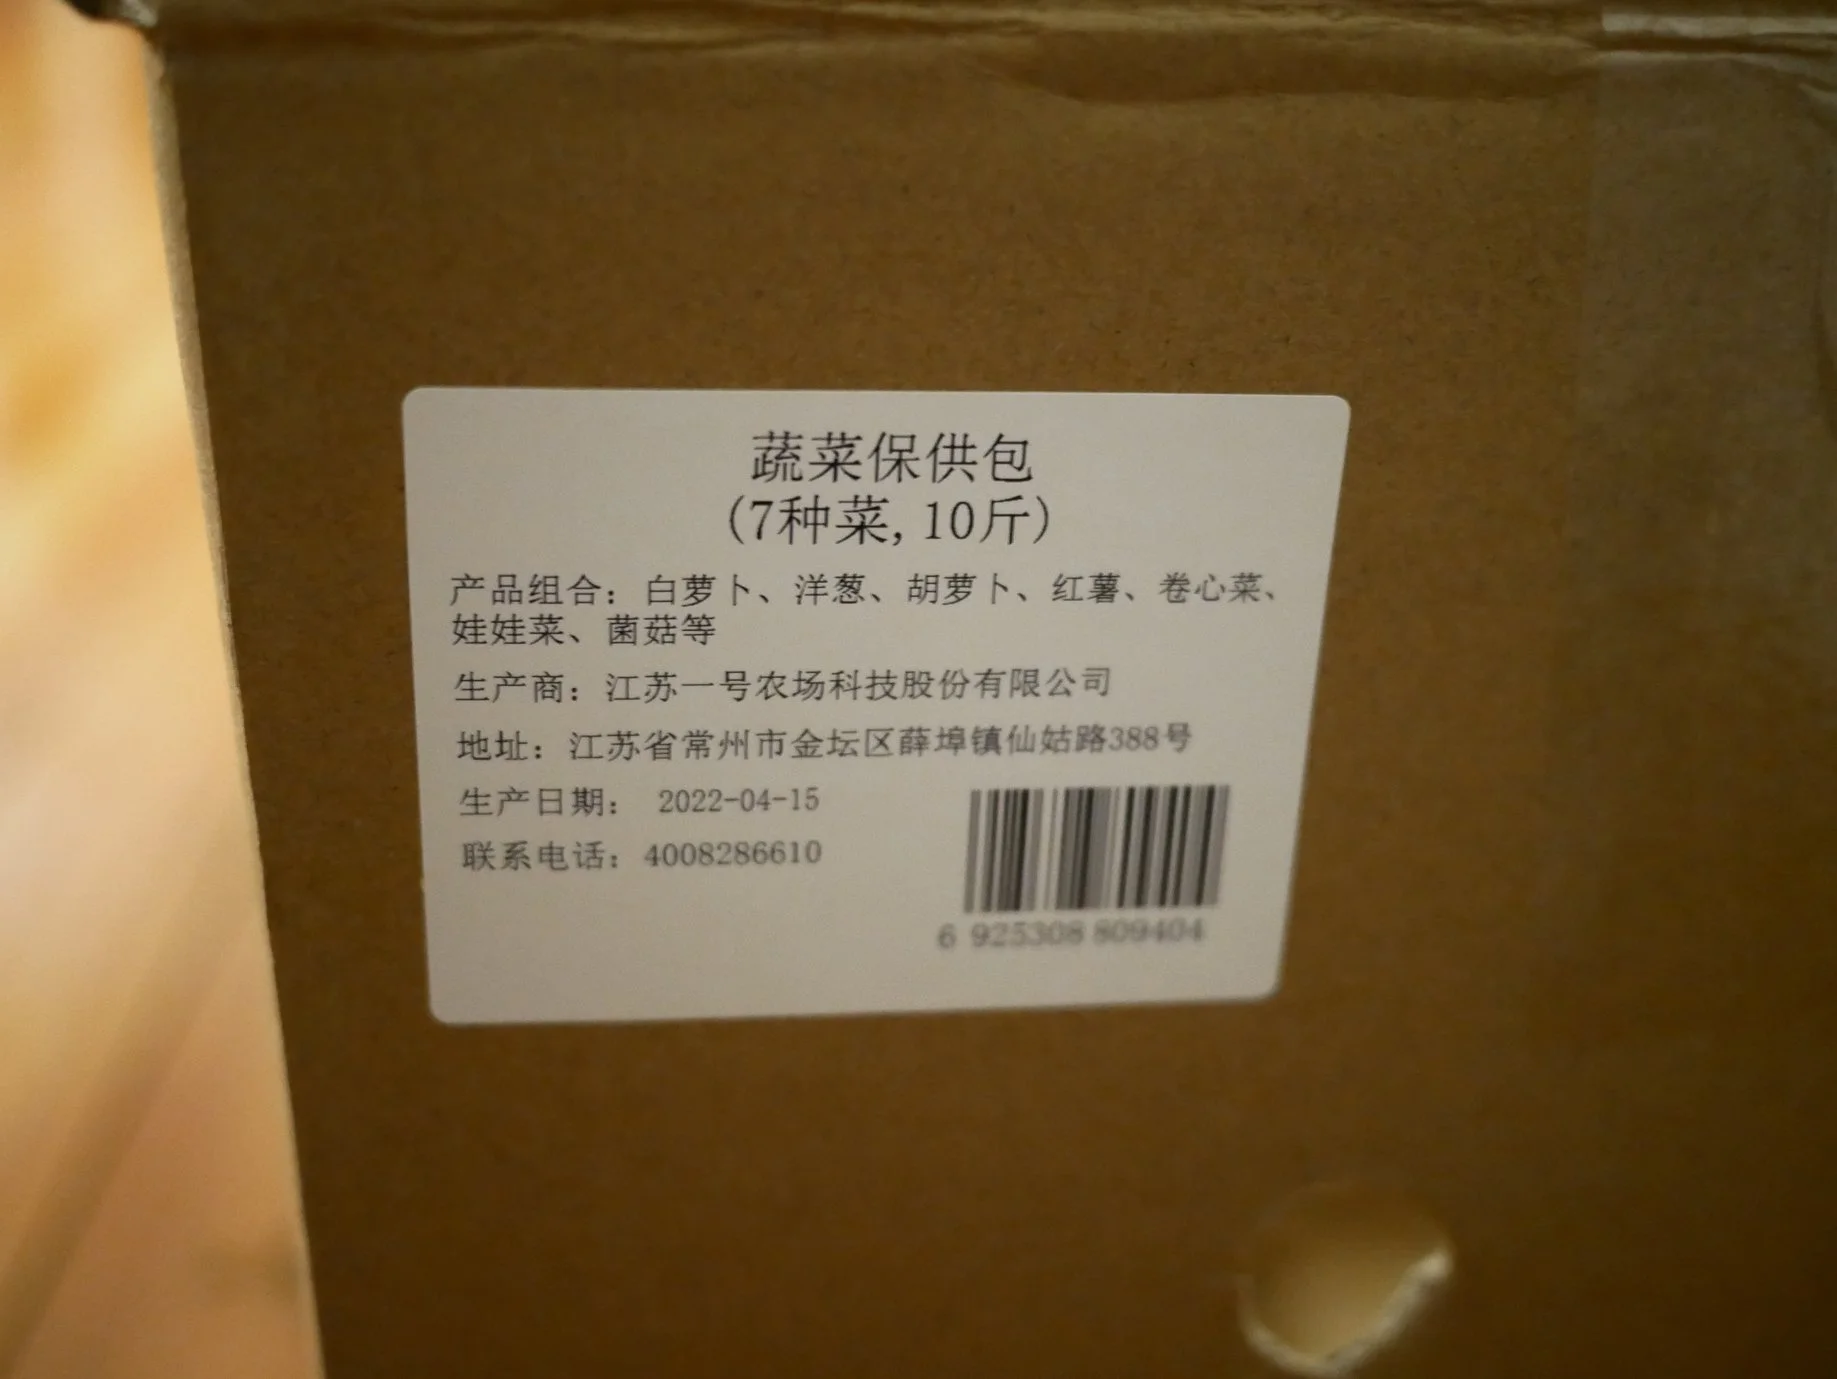 蔬菜保供包
(7种菜,10斤)
产品组合：白萝卜、洋葱、胡萝卜、红薯、卷心菜、
娃娃菜、菌菇等
生产商：江苏一号农场科技股份有限公司
地址：江苏省常州市金坛区薛埠镇仙姑路388号
生产日期： 2022-04-15
联系电话：4008286610
6 925308 809404